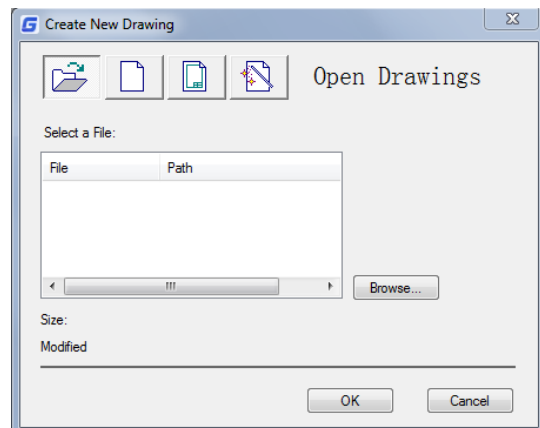 Create New Drawing
Open Drawings
Select a File:
File Path
Browse...
Size:
Modified
OK Cancel